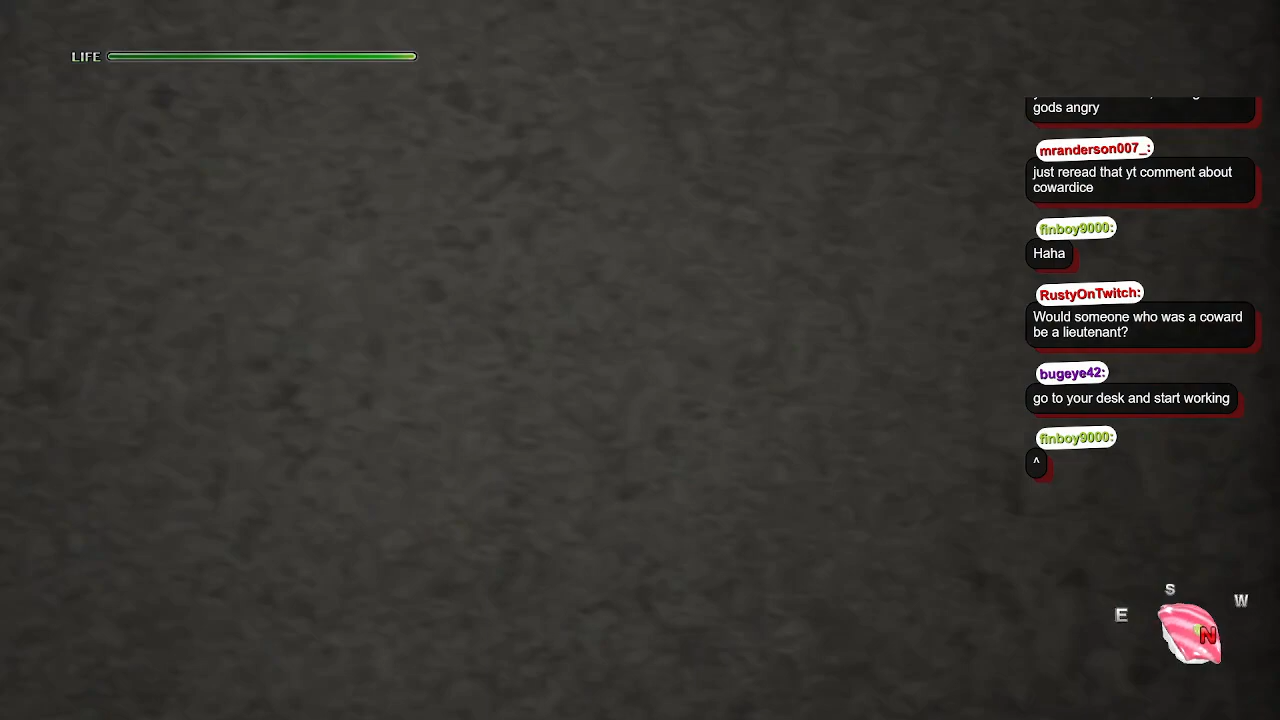 LIFE
gods angry
mranderson007_:
just reread that yt comment about
cowardice
finboy9000:
Haha
RustyOnTwitch:
Would someone who was a coward
be a lieutenant?
bugeye42:
go to your desk and start working
finboy9000:
^
S
E
W
N